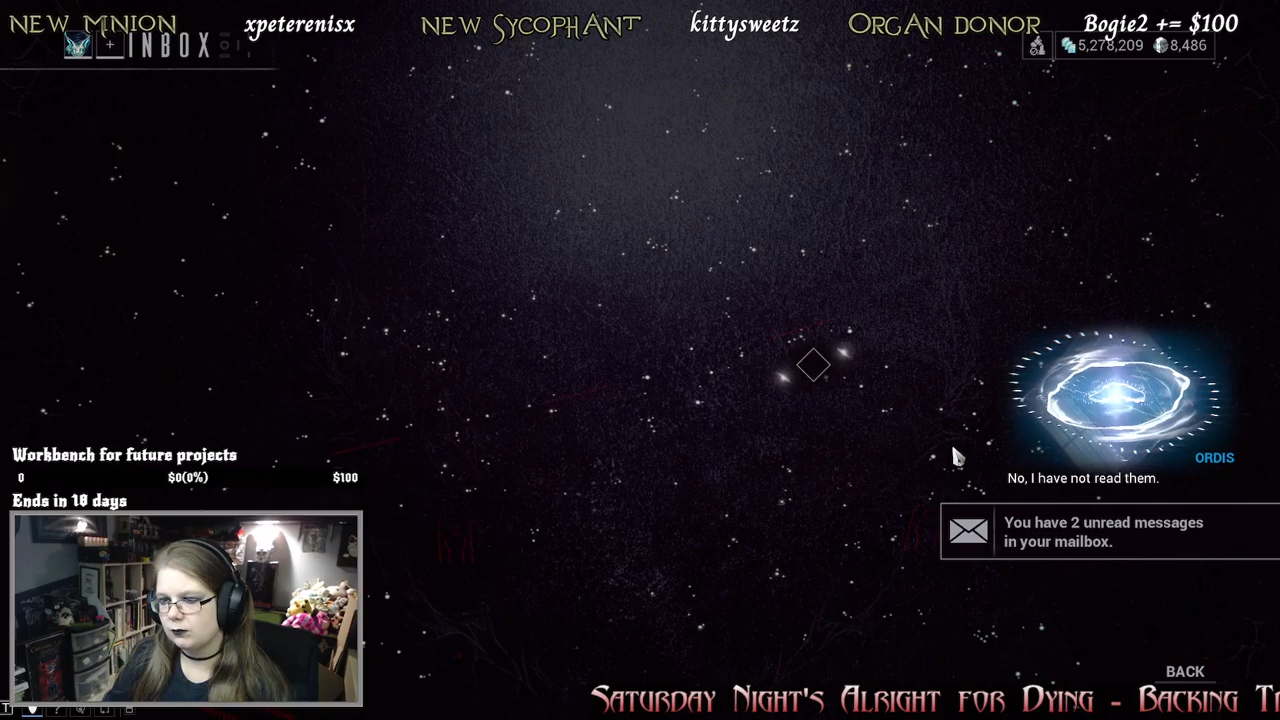 NEW MINION xpeterenisx NEW SYCOPHANT kittysweetz ORGAN DONOR Bogie2 += $100
INBOX
5,278,209 8,486
ORDIS
No, I have not read them.
You have 2 unread messages
in your mailbox.
Workbench for future projects
0 $0(0%) $100
Ends in 10 days
BACK
SATURDAY NIGHT'S ALRIGHT FOR DYING - BACKING